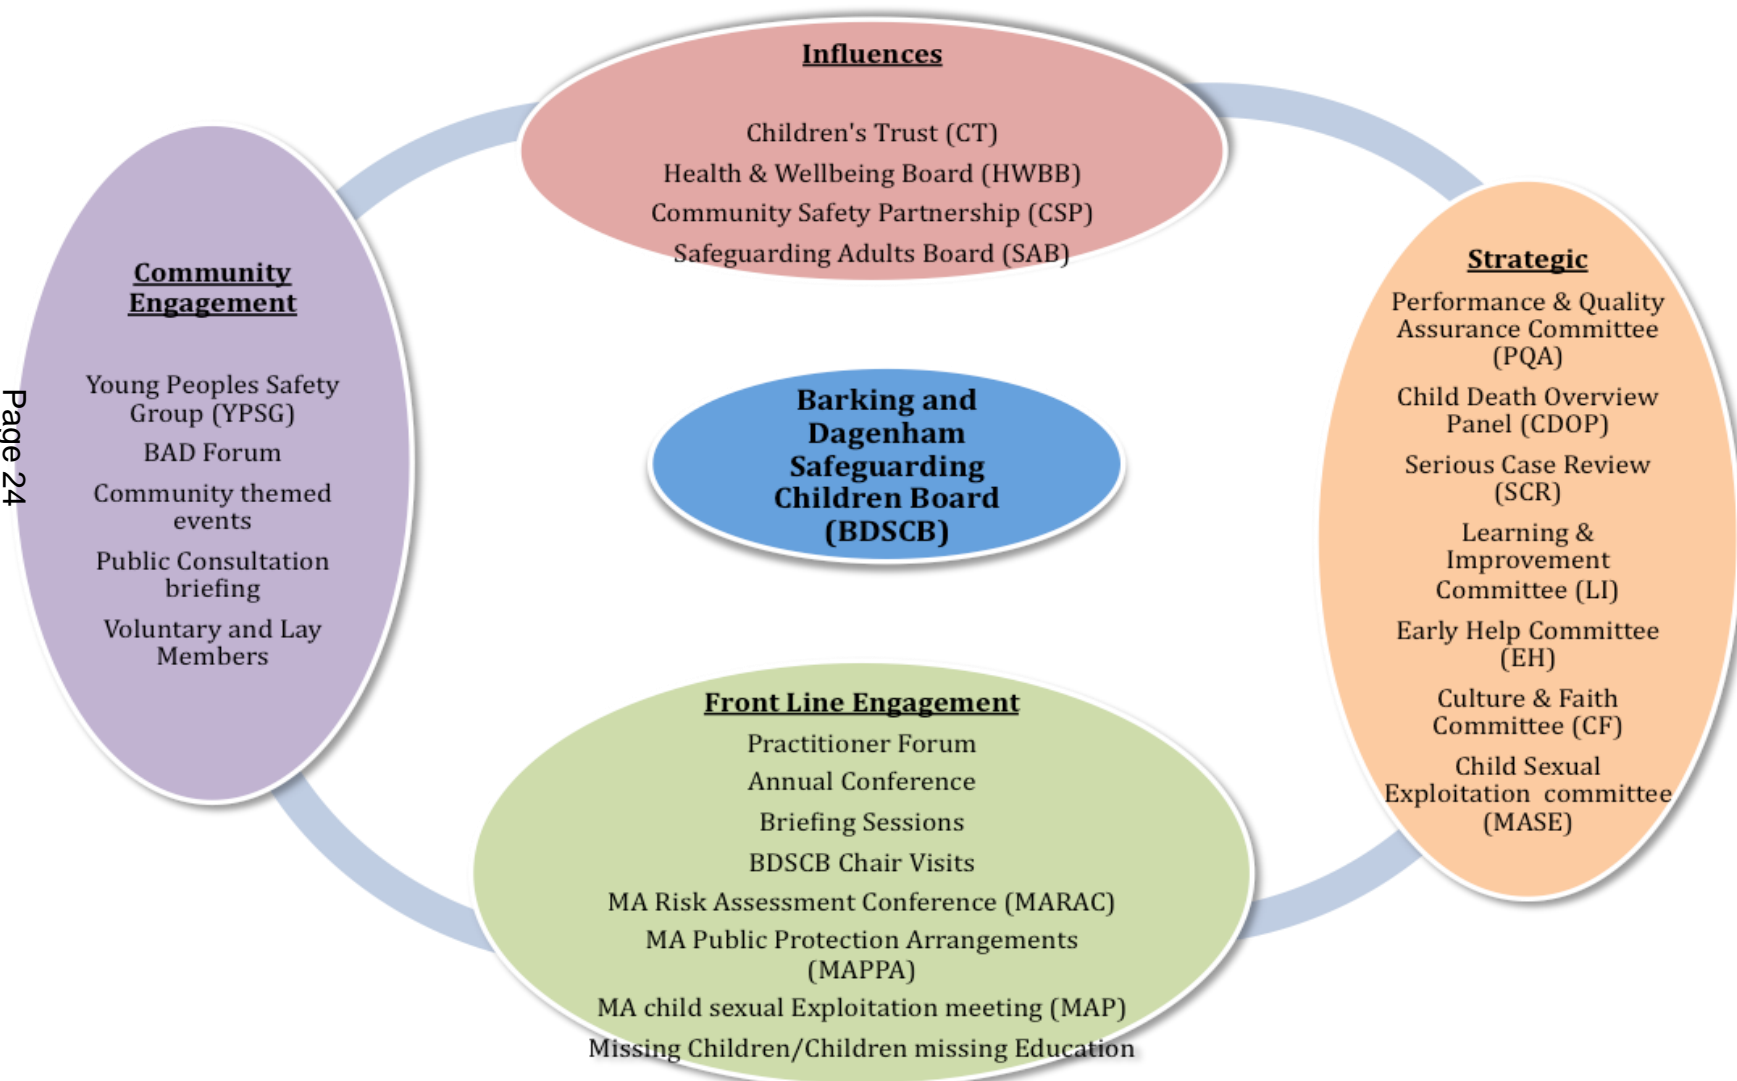 Influences
Children's Trust (CT)
Health & Wellbeing Board (HWBB)
Community Safety Partnership (CSP)
Safeguarding Adults Board (SAB)
Strategic
Performance & Quality
Assurance Committee
(PQA)
Child Death Overview
Panel (CDOP)
Serious Case Review
(SCR)
Learning &
Improvement
Committee (LI)
Early Help Committee
(EH)
Culture & Faith
Committee (CF)
Child Sexual
Exploitation  committee
(MASE)
Front Line Engagement
Practitioner Forum
Annual Conference
Briefing Sessions
BDSCB Chair Visits
MA Risk Assessment Conference (MARAC)
MA Public Protection Arrangements
(MAPPA)
MA child sexual Exploitation meeting (MAP)
Missing Children/Children missing Education
Community
Engagement
Young Peoples Safety
Group (YPSG)
BAD Forum
Community themed
events
Public Consultation
briefing
Voluntary and Lay
Members
Barking and
Dagenham
Safeguarding
Children Board
(BDSCB)
Page 24